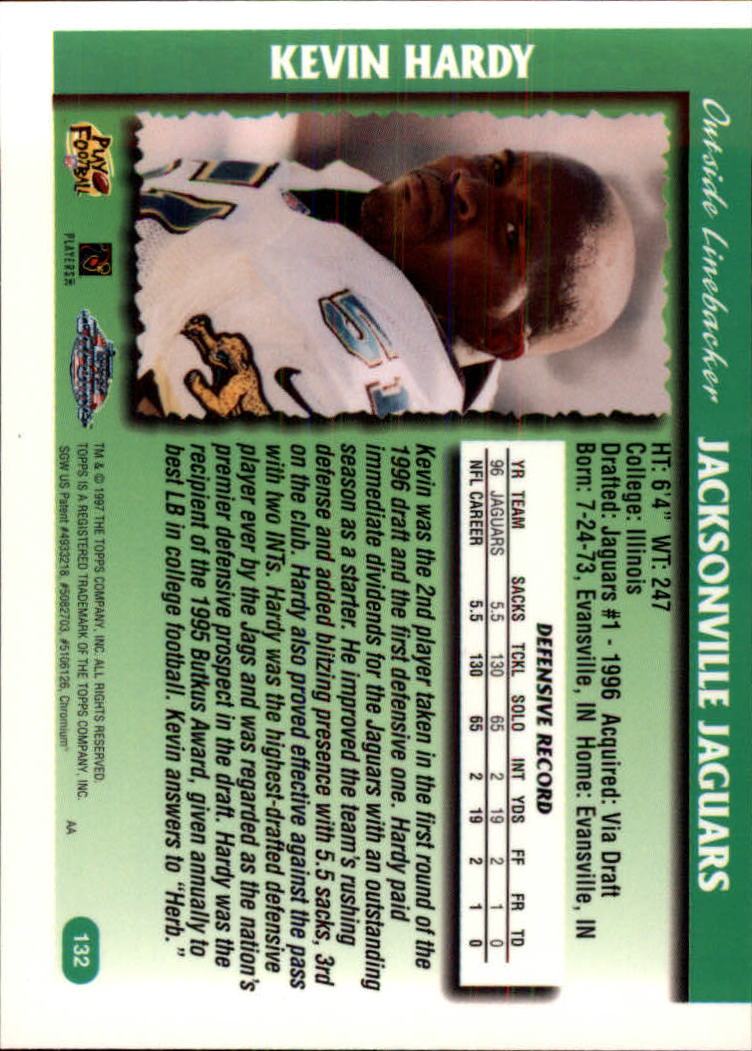 KEVIN HARDY
Outside Linebacker JACKSONVILLE JAGUARS
HT: 6'4" WT: 247
College: Illinois
Drafted: Jaguars #1 - 1996 Acquired: Via Draft
Born: 7-24-73, Evansville, IN Home: Evansville, IN
DEFENSIVE RECORD
YR TEAM SACKS TCKL SOLO INT YDS FF FR TD
96 JAGUARS 5.5 130 65 2 19 2 1 0
NFL CAREER 5.5 130 65 2 19 2 1 0
Kevin was the 2nd player taken in the first round of the
1996 draft and the first defensive one. Hardy paid
immediate dividends for the Jaguars with an outstanding
season as a starter. He improved the team's rushing
defense and added blitzing presence with 5.5 sacks, 3rd
on the club. Hardy also proved effective against the pass
with two INTs. Hardy was the highest-drafted defensive
player ever by the Jags and was regarded as the nation's
premier defensive prospect in the draft. Hardy was the
recipient of the 1995 Butkus Award, given annually to
best LB in college football. Kevin answers to "Herb."
51
PLAY
FOOTBALL
PLAYERS
TM & © 1997 THE TOPPS COMPANY, INC. ALL RIGHTS RESERVED.
TOPPS IS A REGISTERED TRADEMARK OF THE TOPPS COMPANY, INC.
SGW US Patent #4933218, #5082703, #5106126, Chromium® AA
132